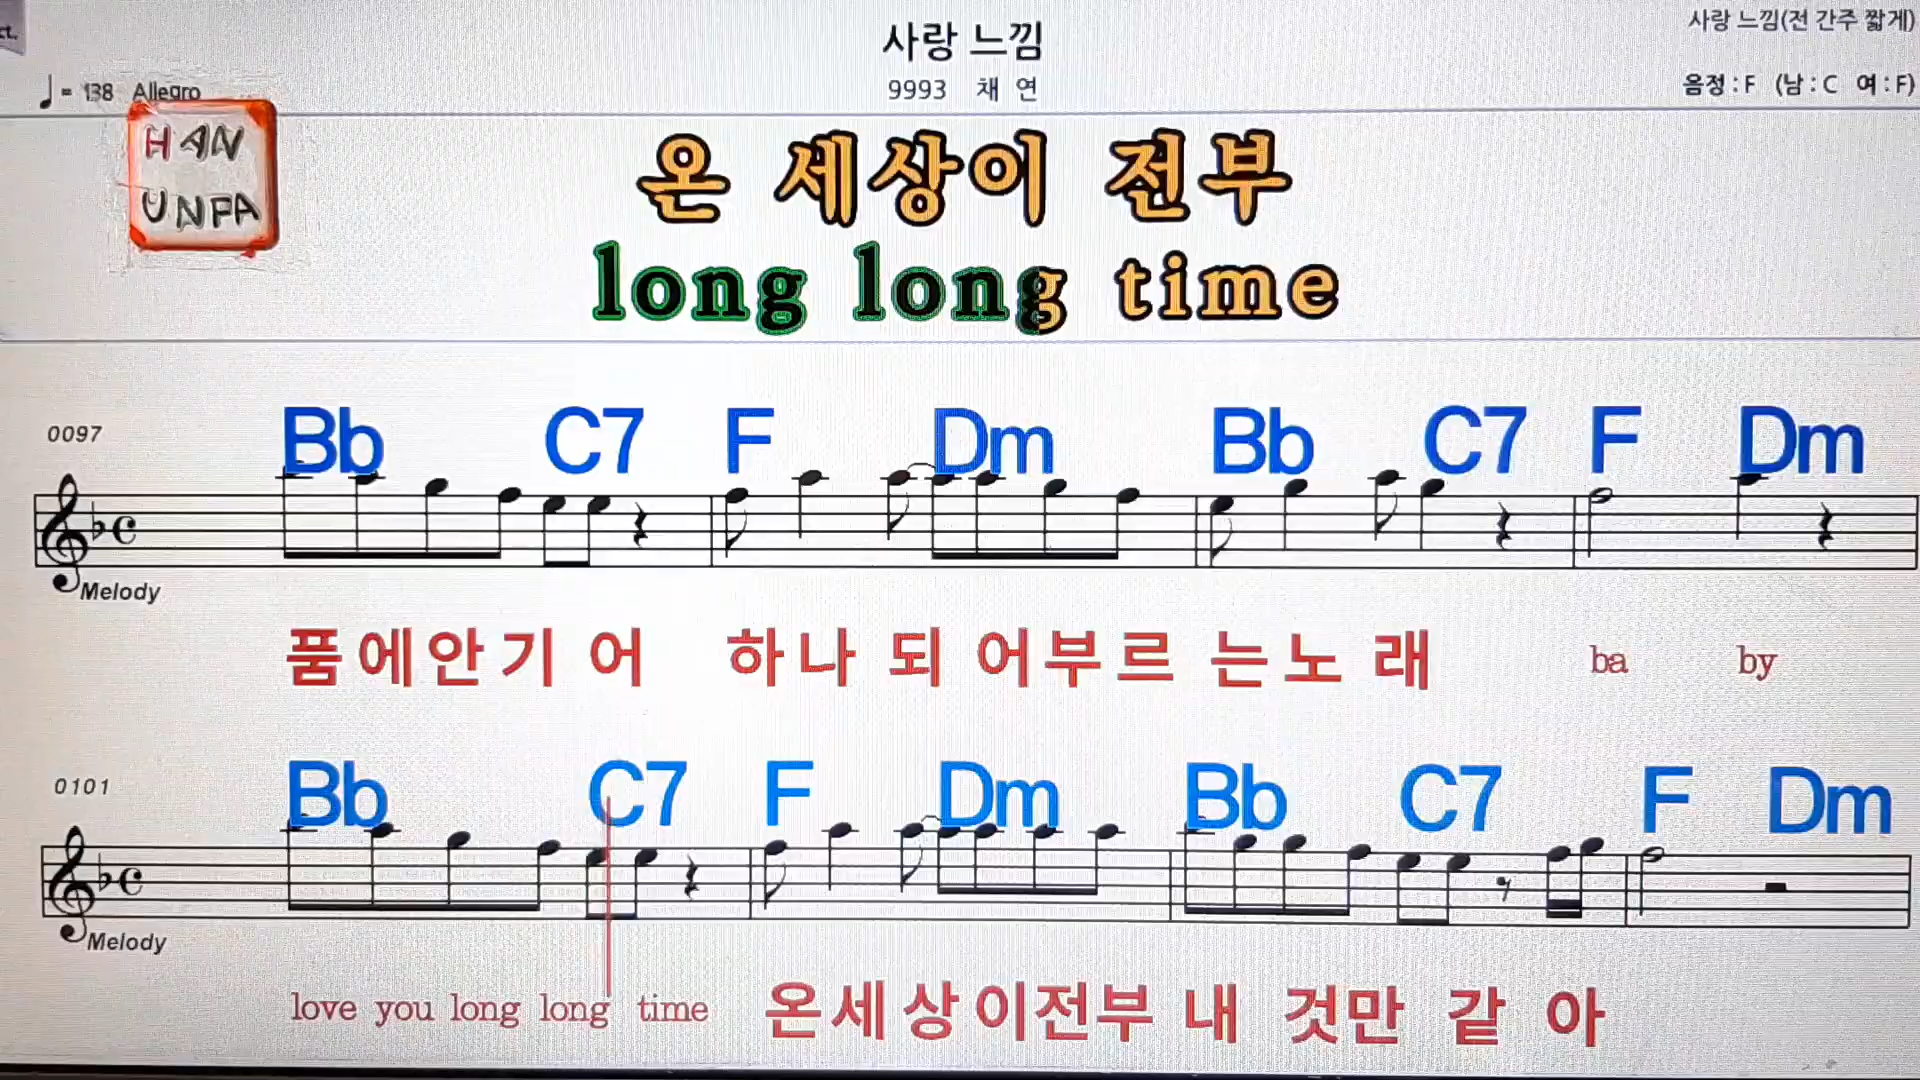 ct.
사랑 느낌
사랑 느낌(전 간주 짧게)
♩ = 138 Allegro
9993 채 연
음정 : F (남 : C 여 : F)
HAN
UNFA
온 세상이 전부
long long time
0097
Bb C7 F Dm Bb C7 F Dm
Melody
품에안기 어 하나 되 어부르 는노 래 ba by
0101
Bb C7 F Dm Bb C7 F Dm
Melody
love you long long time 온세상이전부 내 것만 같 아